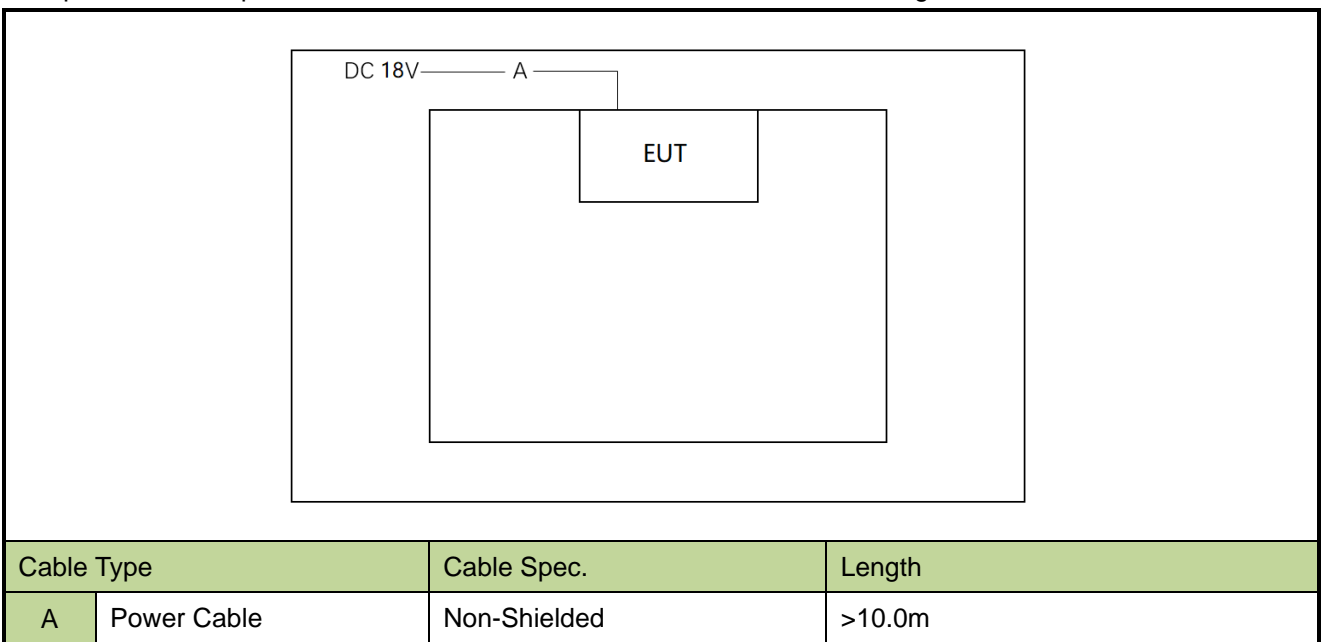 DC 18V A
EUT
Cable Type Cable Spec. Length
A Power Cable Non-Shielded >10.0m